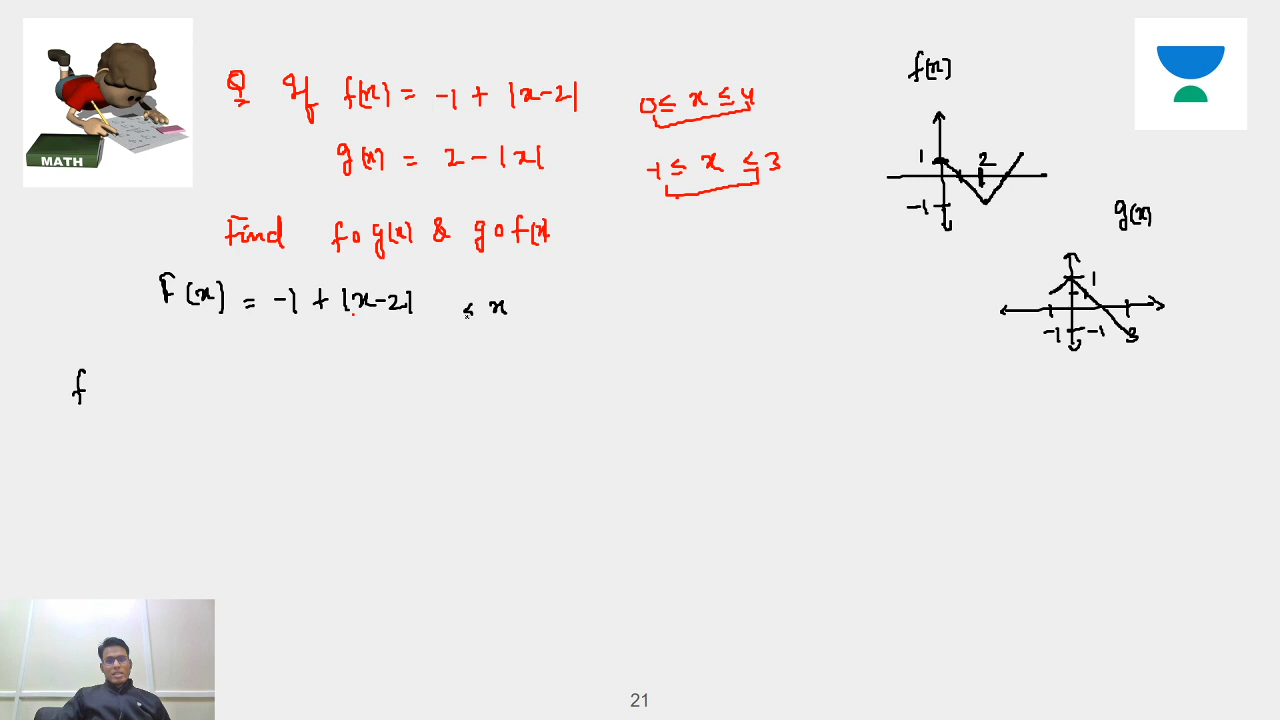 MATH
Q If f(x) = -1 + |x-2| 0 ≤ x ≤ 4
g(x) = 2 - |x| -1 ≤ x ≤ 3
Find fog(x) & gof(x)
F(x) = -1 + |x-2| ≤ x
f
f(x)
1
2
-1
g(x)
1
-1 -1 3
21